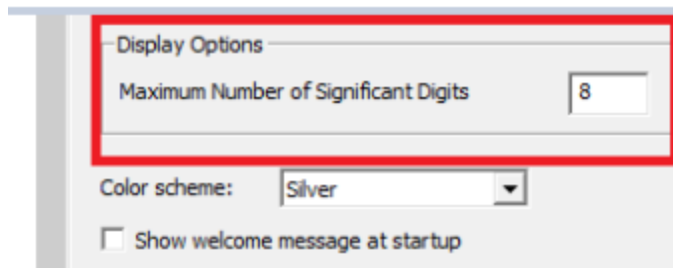 Display Options
Maximum Number of Significant Digits 8
Color scheme: Silver
Show welcome message at startup